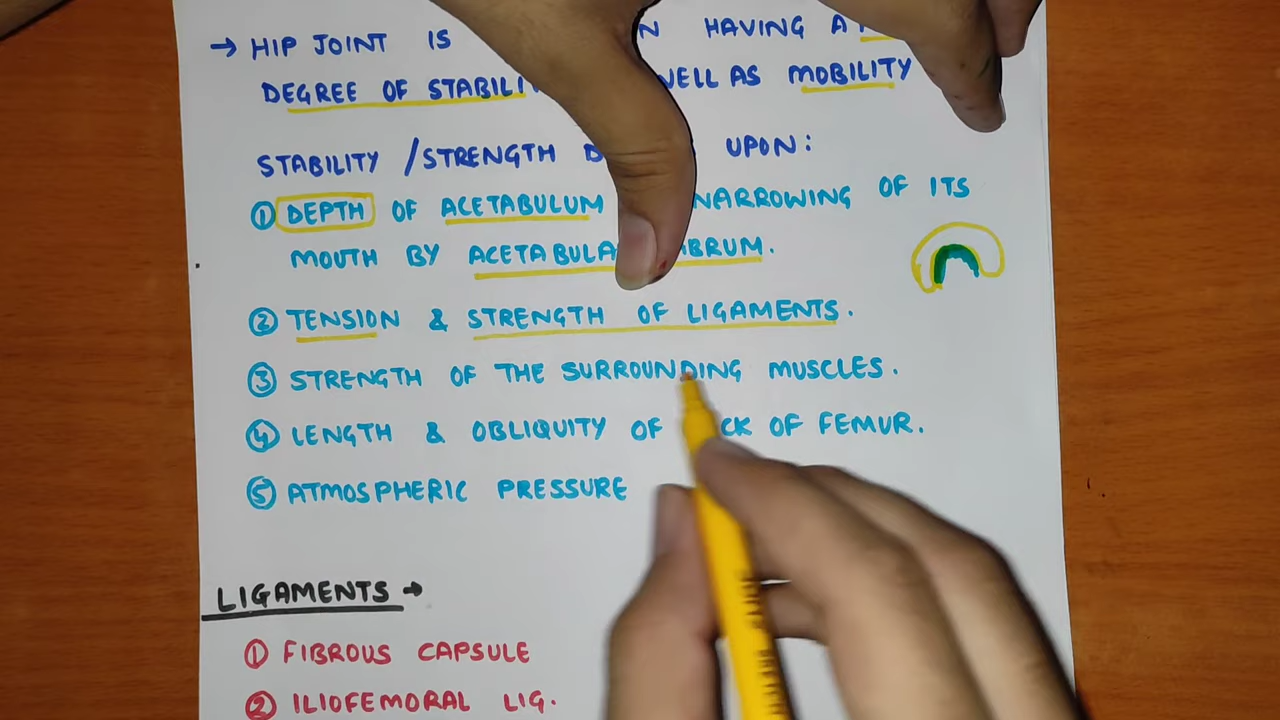 → HIP JOINT IS N HAVING A
DEGREE OF STABILI WELL AS MOBILITY
STABILITY /STRENGTH D UPON:
① DEPTH OF ACETABULUM NARROWING OF ITS
MOUTH BY ACETABULA BRUM.
② TENSION & STRENGTH OF LIGAMENTS.
③ STRENGTH OF THE SURROUNDING MUSCLES.
④ LENGTH & OBLIQUITY OF CK OF FEMUR.
⑤ ATMOSPHERIC PRESSURE
LIGAMENTS →
① FIBROUS CAPSULE
② ILIOFEMORAL LIG.